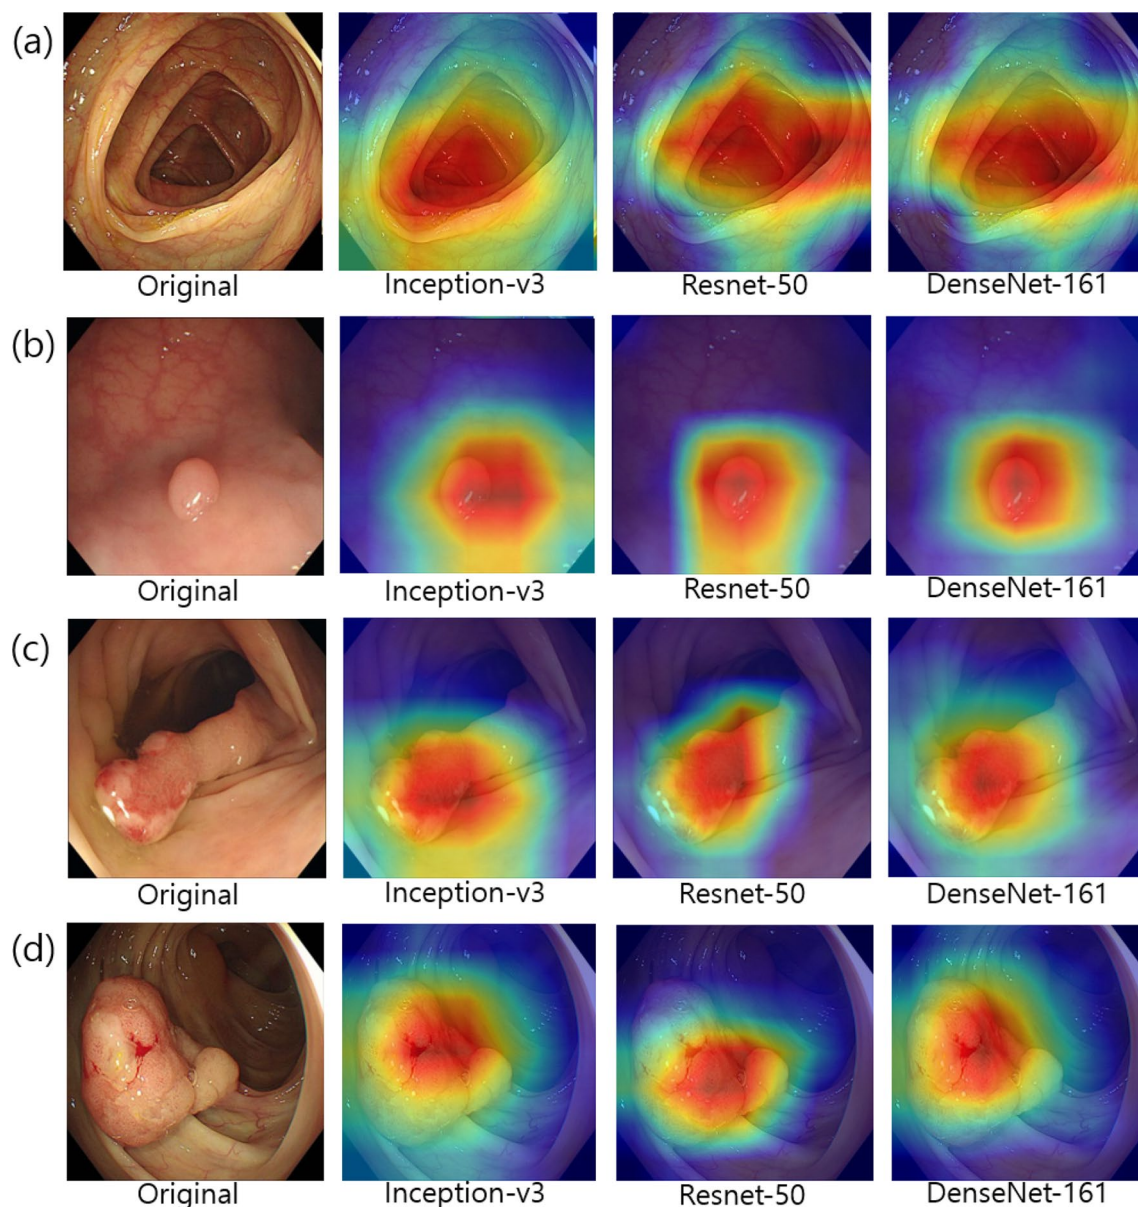 (a)
Original Inception-v3 Resnet-50 DenseNet-161
(b)
Original Inception-v3 Resnet-50 DenseNet-161
(c)
Original Inception-v3 Resnet-50 DenseNet-161
(d)
Original Inception-v3 Resnet-50 DenseNet-161